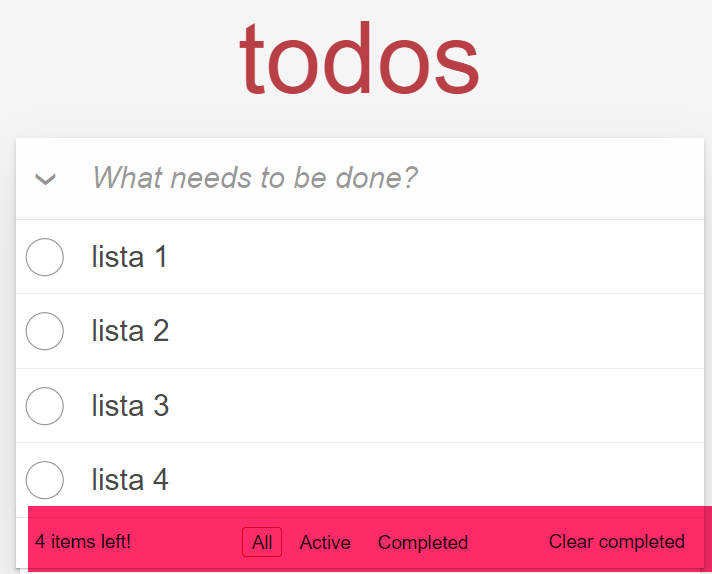 todos
What needs to be done?
lista 1
lista 2
lista 3
lista 4
4 items left! All Active Completed Clear completed